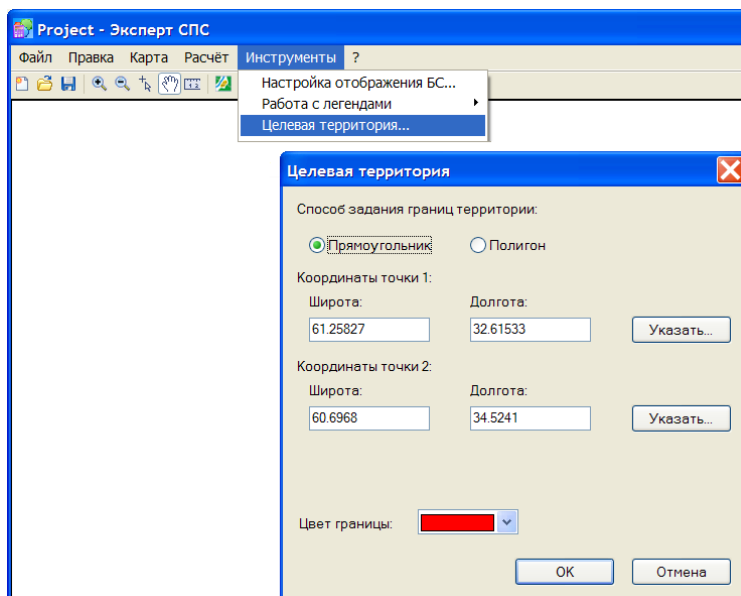 Project - Эксперт СПС
Файл Правка Карта Расчёт Инструменты ?
Настройка отображения БС...
Работа с легендами
Целевая территория...
Целевая территория
Способ задания границ территории:
Прямоугольник Полигон
Координаты точки 1:
Широта: Долгота:
61.25827 32.61533 Указать...
Координаты точки 2:
Широта: Долгота:
60.6968 34.5241 Указать...
Цвет границы:
OK Отмена